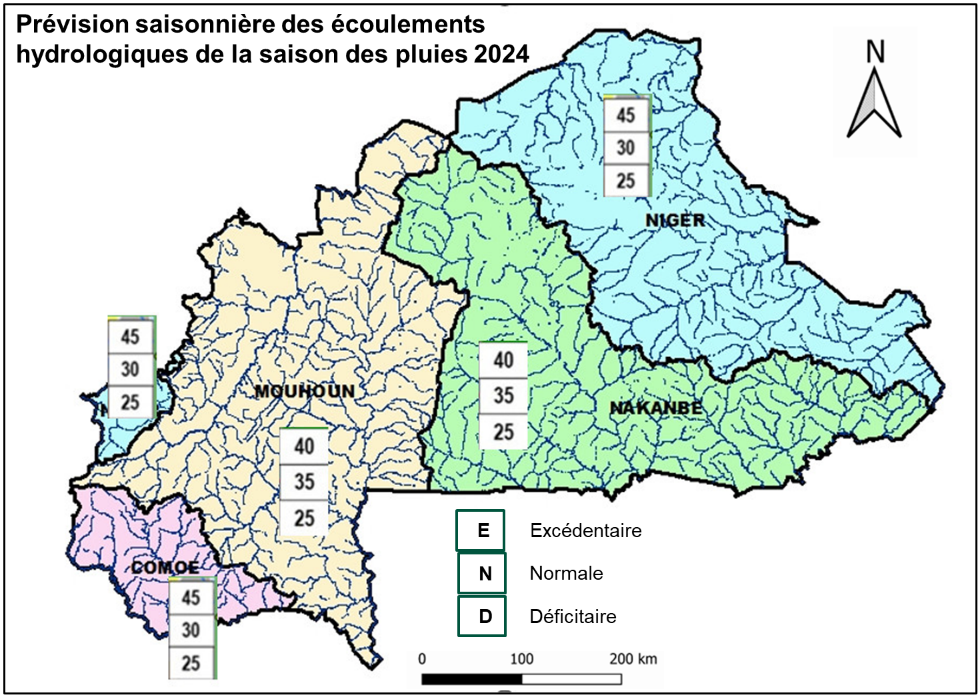 Prévision saisonnière des écoulements
hydrologiques de la saison des pluies 2024
N
45
30
25
NIGER
45
30
25
N
MOUHOUN
40
35
25
NAKANBE
40
35
25
COMOE
45
30
25
E Excédentaire
N Normale
D Déficitaire
0 100 200 km